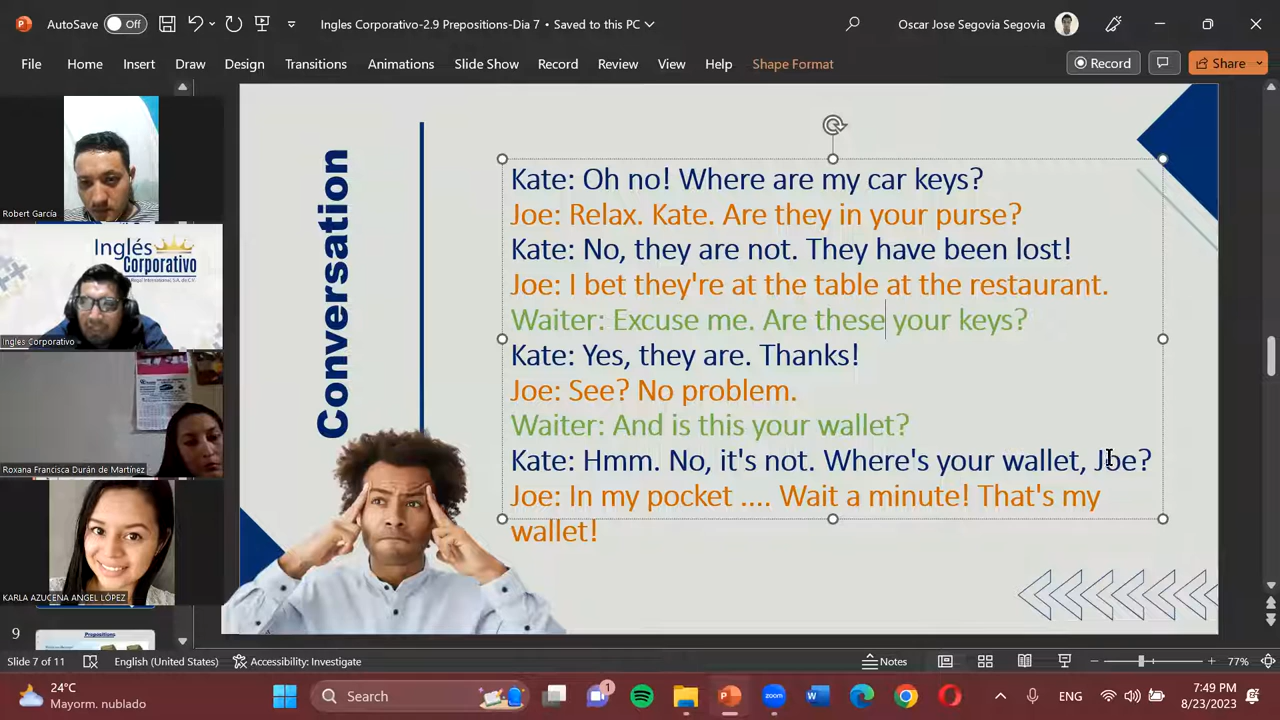 AutoSave
Off
Ingles Corporativo-2.9 Prepositions-Dia 7 • Saved to this PC
Oscar Jose Segovia Segovia
File
Home
Insert
Draw
Design
Transitions
Animations
Slide Show
Record
Review
View
Help
Shape Format
Record
Share
Robert García
Inglés
Corporativo
Ingles Corporativo
Roxana Francisca Durán de Martínez
KARLA AZUCENA ANGEL LÓPEZ
9
Prepositions
Conversation
Kate: Oh no! Where are my car keys?
Joe: Relax. Kate. Are they in your purse?
Kate: No, they are not. They have been lost!
Joe: I bet they're at the table at the restaurant.
Waiter: Excuse me. Are these your keys?
Kate: Yes, they are. Thanks!
Joe: See? No problem.
Waiter: And is this your wallet?
Kate: Hmm. No, it's not. Where's your wallet, Joe?
Joe: In my pocket .... Wait a minute! That's my
wallet!
Slide 7 of 11
English (United States)
Accessibility: Investigate
Notes
77%
24°C
Mayorm. nublado
Search
1
zoom
ENG
7:49 PM
8/23/2023